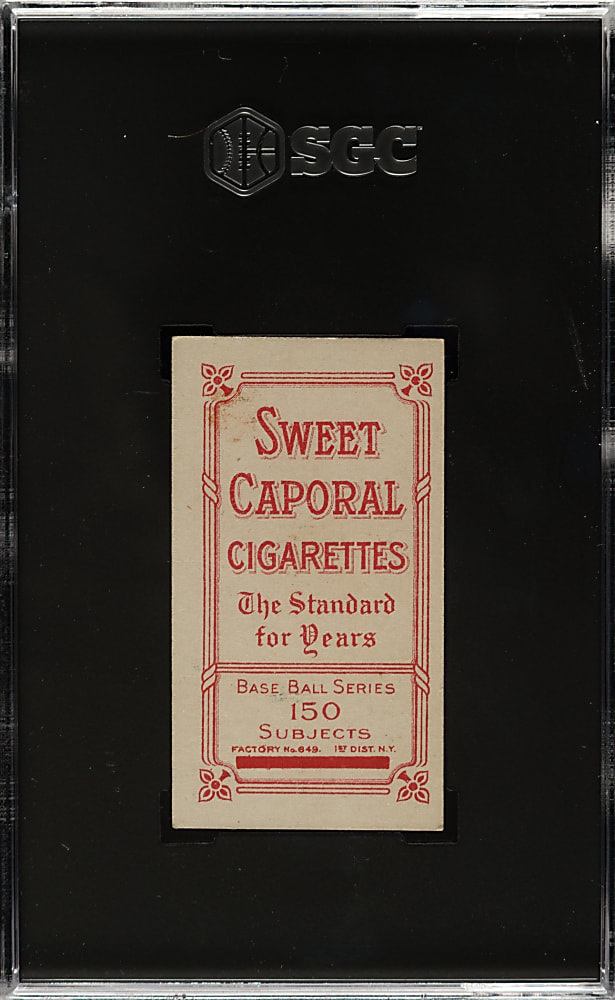 SGC
SWEET
CAPORAL
CIGARETTES
The Standard
for Years
BASE BALL SERIES
150
SUBJECTS
FACTORY No. 649. 1ST DIST. N.Y.